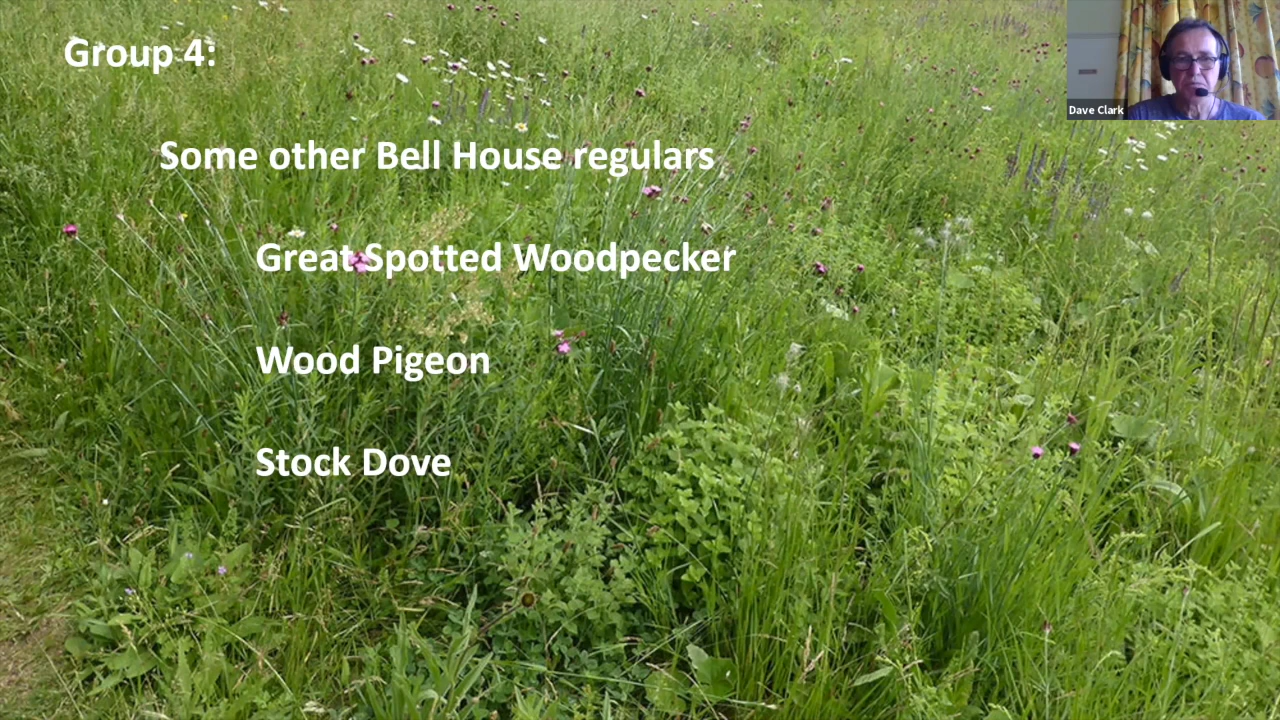 Group 4:
Dave Clark
Some other Bell House regulars
Great Spotted Woodpecker
Wood Pigeon
Stock Dove